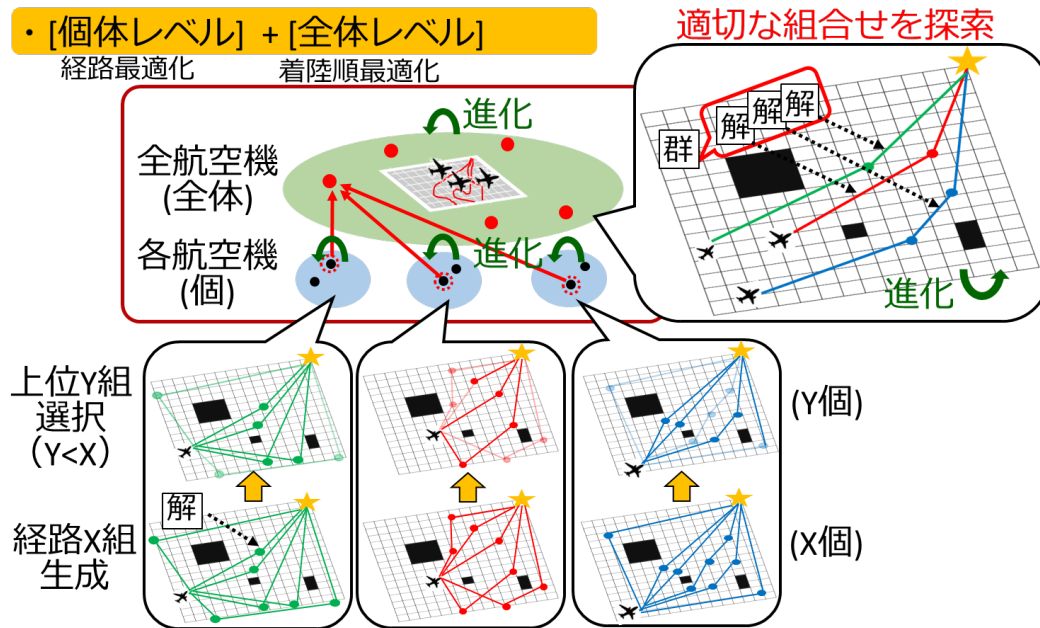 ・[個体レベル] + [全体レベル]
経路最適化
着陸順最適化
適切な組合せを探索
進化
全航空機
(全体)
各航空機
(個)
進化
群
解
解
解
進化
上位Y組
選択
（Y<X）
(Y個)
解
経路X組
生成
(X個)